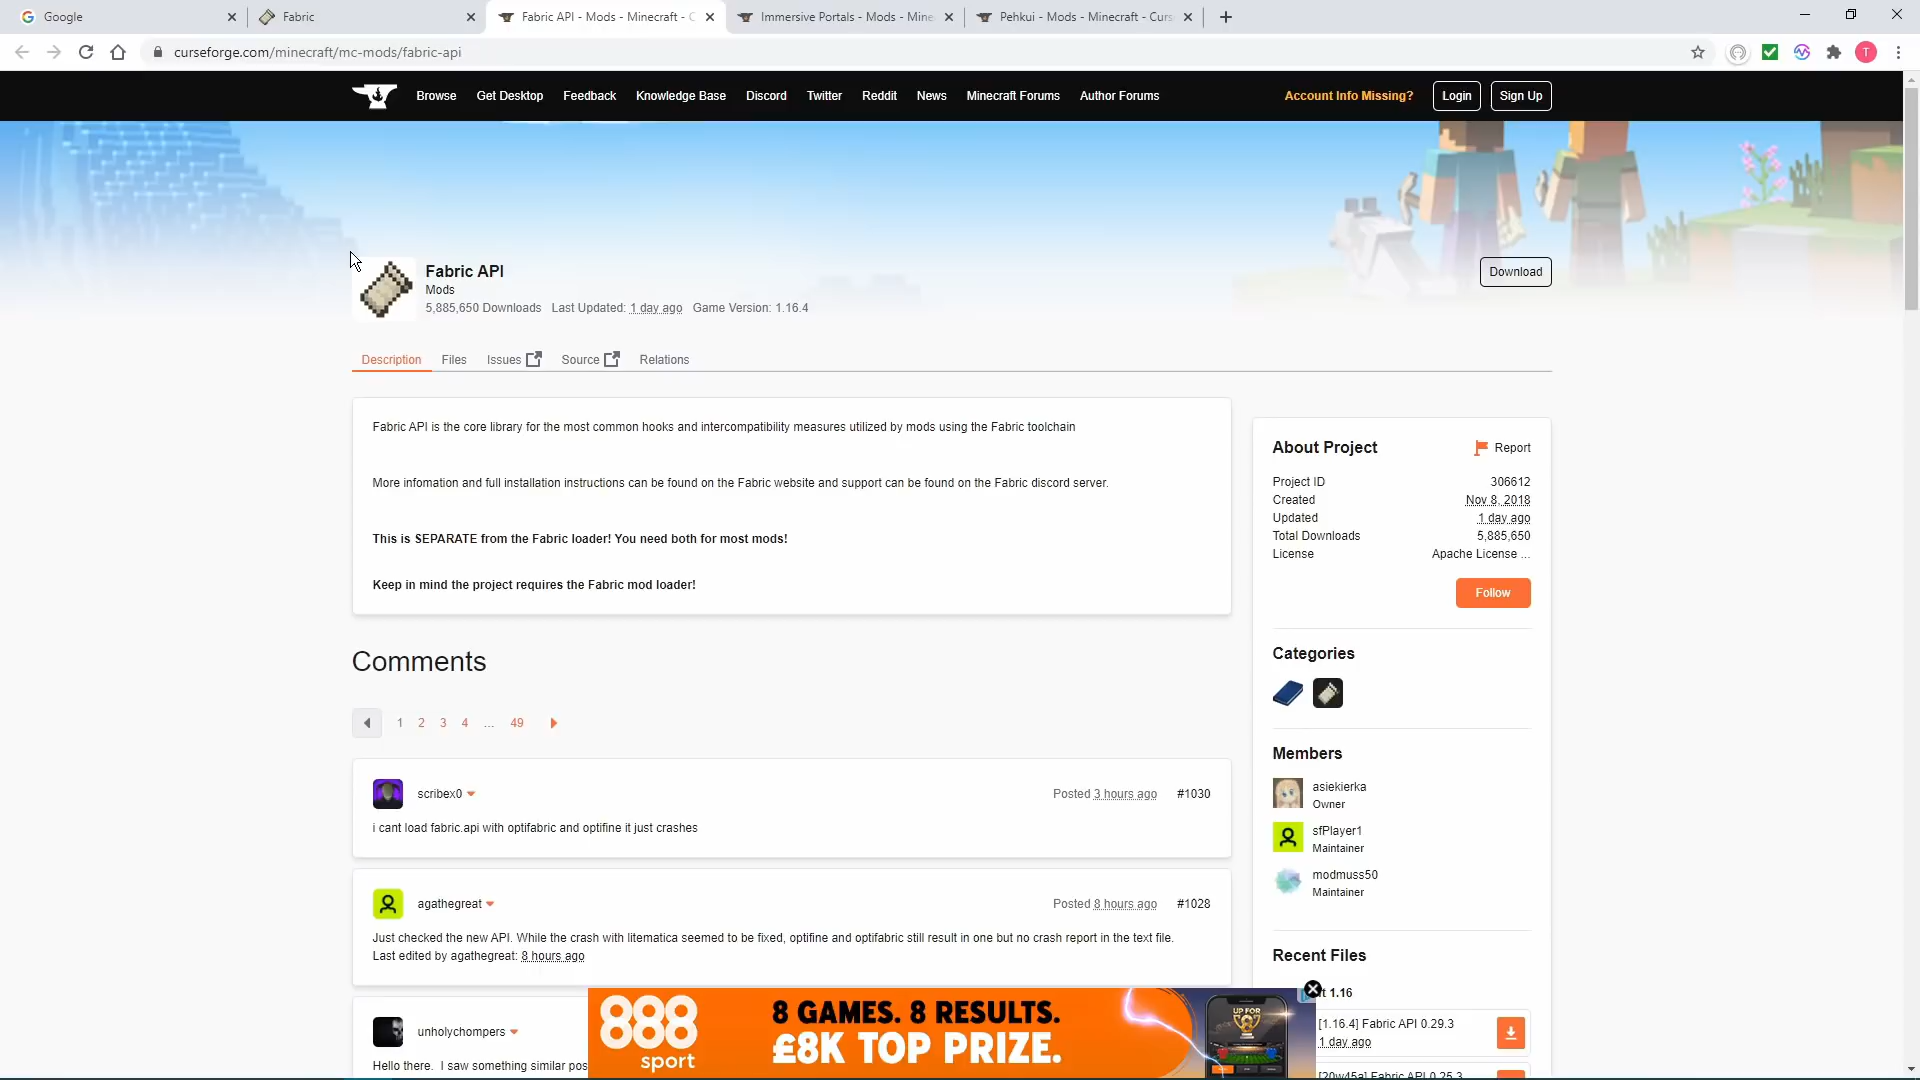 Google
Fabric
Fabric API - Mods - Minecraft - C
Immersive Portals - Mods - Mine
Pehkui - Mods - Minecraft - Curs
curseforge.com/minecraft/mc-mods/fabric-api
T
Browse
Get Desktop
Feedback
Knowledge Base
Discord
Twitter
Reddit
News
Minecraft Forums
Author Forums
Account Info Missing?
Login
Sign Up
Fabric API
Mods
5,885,650 Downloads Last Updated: 1 day ago Game Version: 1.16.4
Download
Description
Files
Issues
Source
Relations
Fabric API is the core library for the most common hooks and intercompatibility measures utilized by mods using the Fabric toolchain
More infomation and full installation instructions can be found on the Fabric website and support can be found on the Fabric discord server.
This is SEPARATE from the Fabric loader! You need both for most mods!
Keep in mind the project requires the Fabric mod loader!
About Project
Report
Project ID 306612
Created Nov 8, 2018
Updated 1 day ago
Total Downloads 5,885,650
License Apache License ...
Follow
Categories
Members
asiekierka
Owner
sfPlayer1
Maintainer
modmuss50
Maintainer
Recent Files
ft 1.16
[1.16.4] Fabric API 0.29.3
1 day ago
[20w45a] Fabric API 0.25.3
Comments
1 2 3 4 ... 49
scribex0
Posted 3 hours ago #1030
i cant load fabric.api with optifabric and optifine it just crashes
agathegreat
Posted 8 hours ago #1028
Just checked the new API. While the crash with litematica seemed to be fixed, optifine and optifabric still result in one but no crash report in the text file.
Last edited by agathegreat: 8 hours ago
unholychompers
Hello there. I saw something similar pos
888
sport
8 GAMES. 8 RESULTS.
£8K TOP PRIZE.
UP FOR